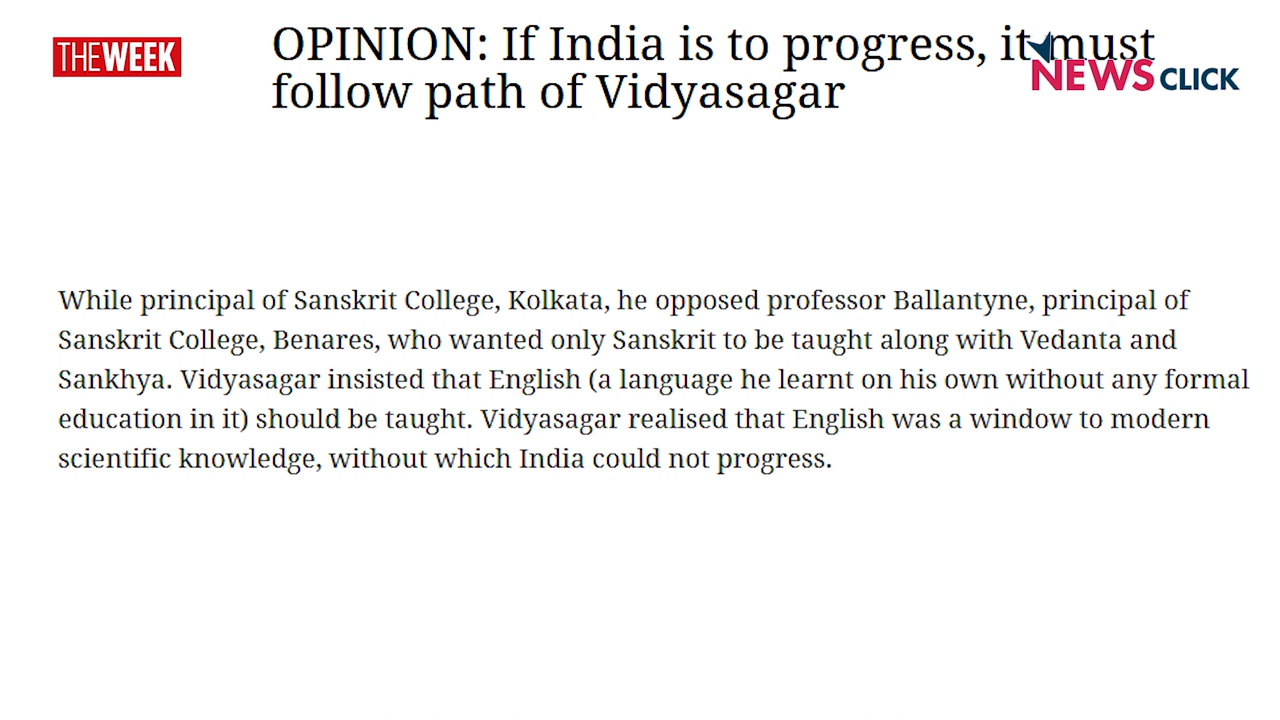 THEWEEK
OPINION: If India is to progress, it must
follow path of Vidyasagar
NEWSCLICK
While principal of Sanskrit College, Kolkata, he opposed professor Ballantyne, principal of
Sanskrit College, Benares, who wanted only Sanskrit to be taught along with Vedanta and
Sankhya. Vidyasagar insisted that English (a language he learnt on his own without any formal
education in it) should be taught. Vidyasagar realised that English was a window to modern
scientific knowledge, without which India could not progress.